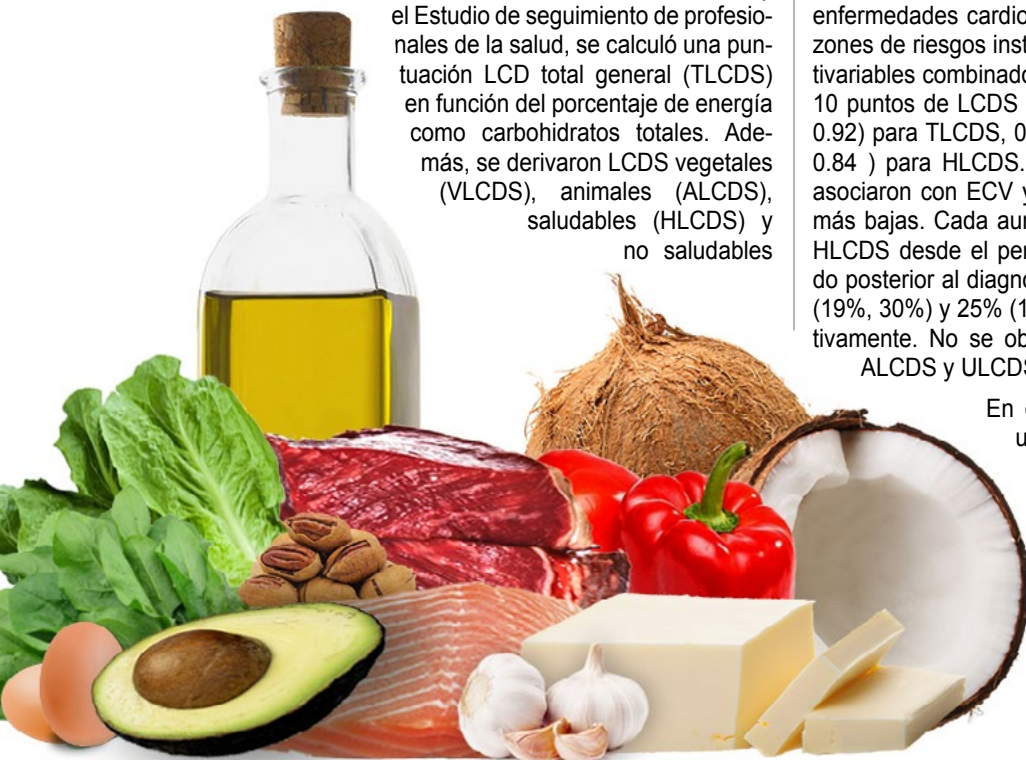 el Estudio de seguimiento de profesio-
nales de la salud, se calculó una pun-
tuación LCD total general (TLCDS)
en función del porcentaje de energía
como carbohidratos totales. Ade-
más, se derivaron LCDS vegetales
(VLCDS), animales (ALCDS),
saludables (HLCDS) y
no saludables
enfermedades cardio
zones de riesgos inst
tivariables combinado
10 puntos de LCDS
0.92) para TLCDS, 0
0.84 ) para HLCDS.
asociaron con ECV y
más bajas. Cada au
HLCDS desde el per
do posterior al diagno
(19%, 30%) y 25% (1
tivamente. No se ob
ALCDS y ULCDS
En
u